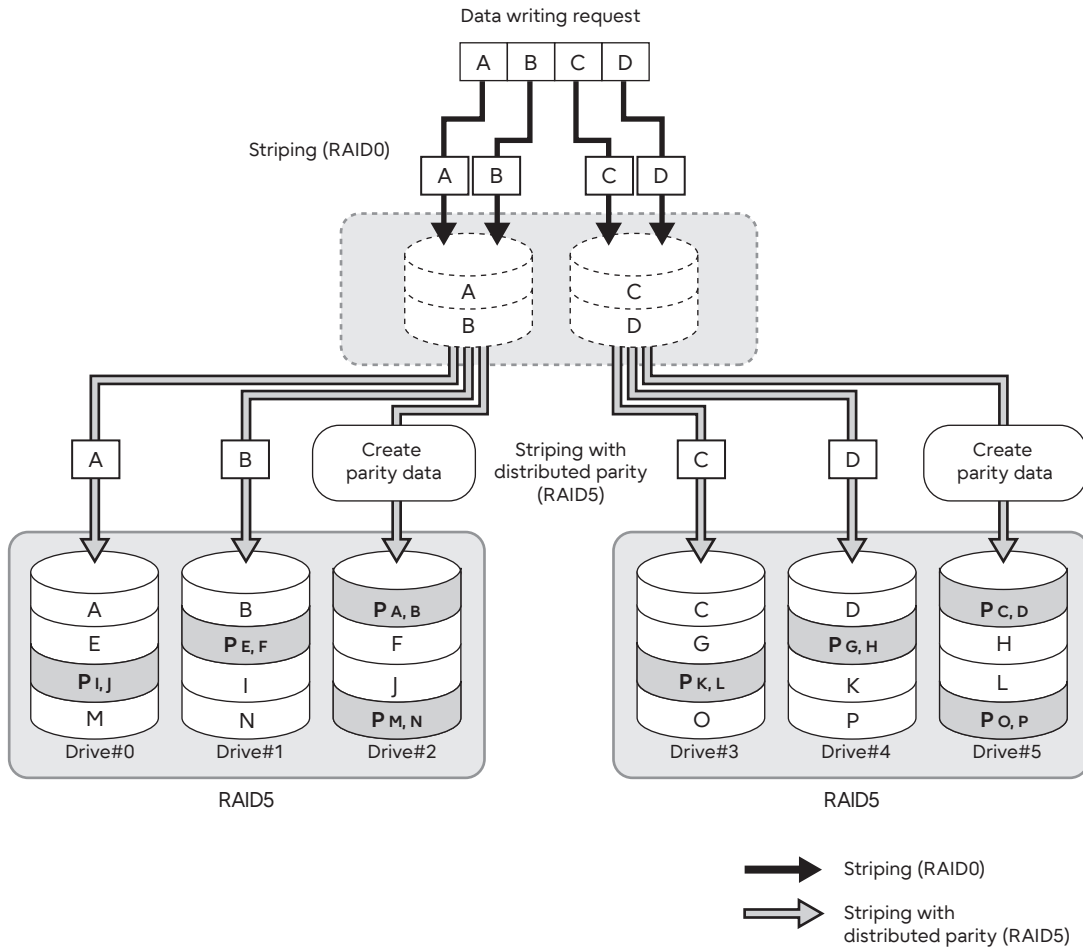 Data writing request
A B C D
Striping (RAID0)
A B C D
A C
B D
A B Create parity data Striping with distributed parity (RAID5) C D Create parity data
A B P A, B C D P C, D
E P E, F F G P G, H H
P I, J I J P K, L K L
M N P M, N O P P O, P
Drive#0 Drive#1 Drive#2 Drive#3 Drive#4 Drive#5
RAID5 RAID5
Striping (RAID0)
Striping with
distributed parity (RAID5)